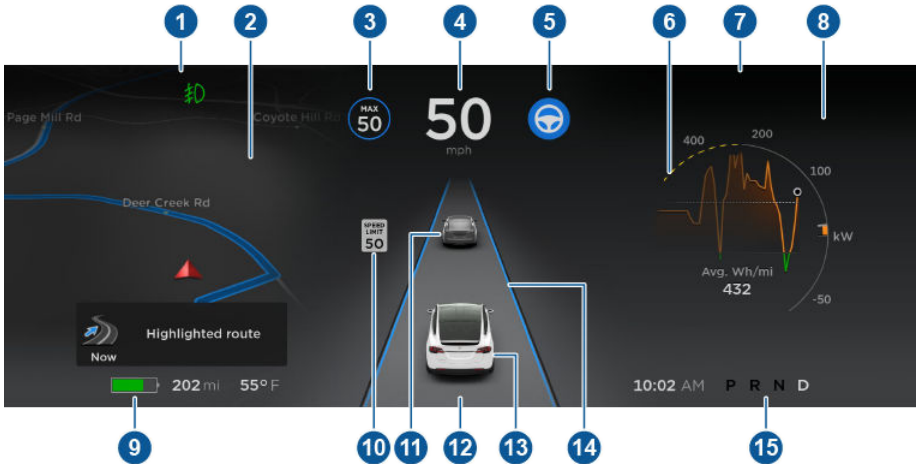 1
2
3
4
5
6
7
8
Page Mill Rd
Coyote Hill Rd
MAX
50
50
mph
400
200
100
kW
-50
Deer Creek Rd
SPEED
LIMIT
50
Avg. Wh/mi
432
Highlighted route
Now
202 mi 55° F
10:02 AM P R N D
9
10
11
12
13
14
15